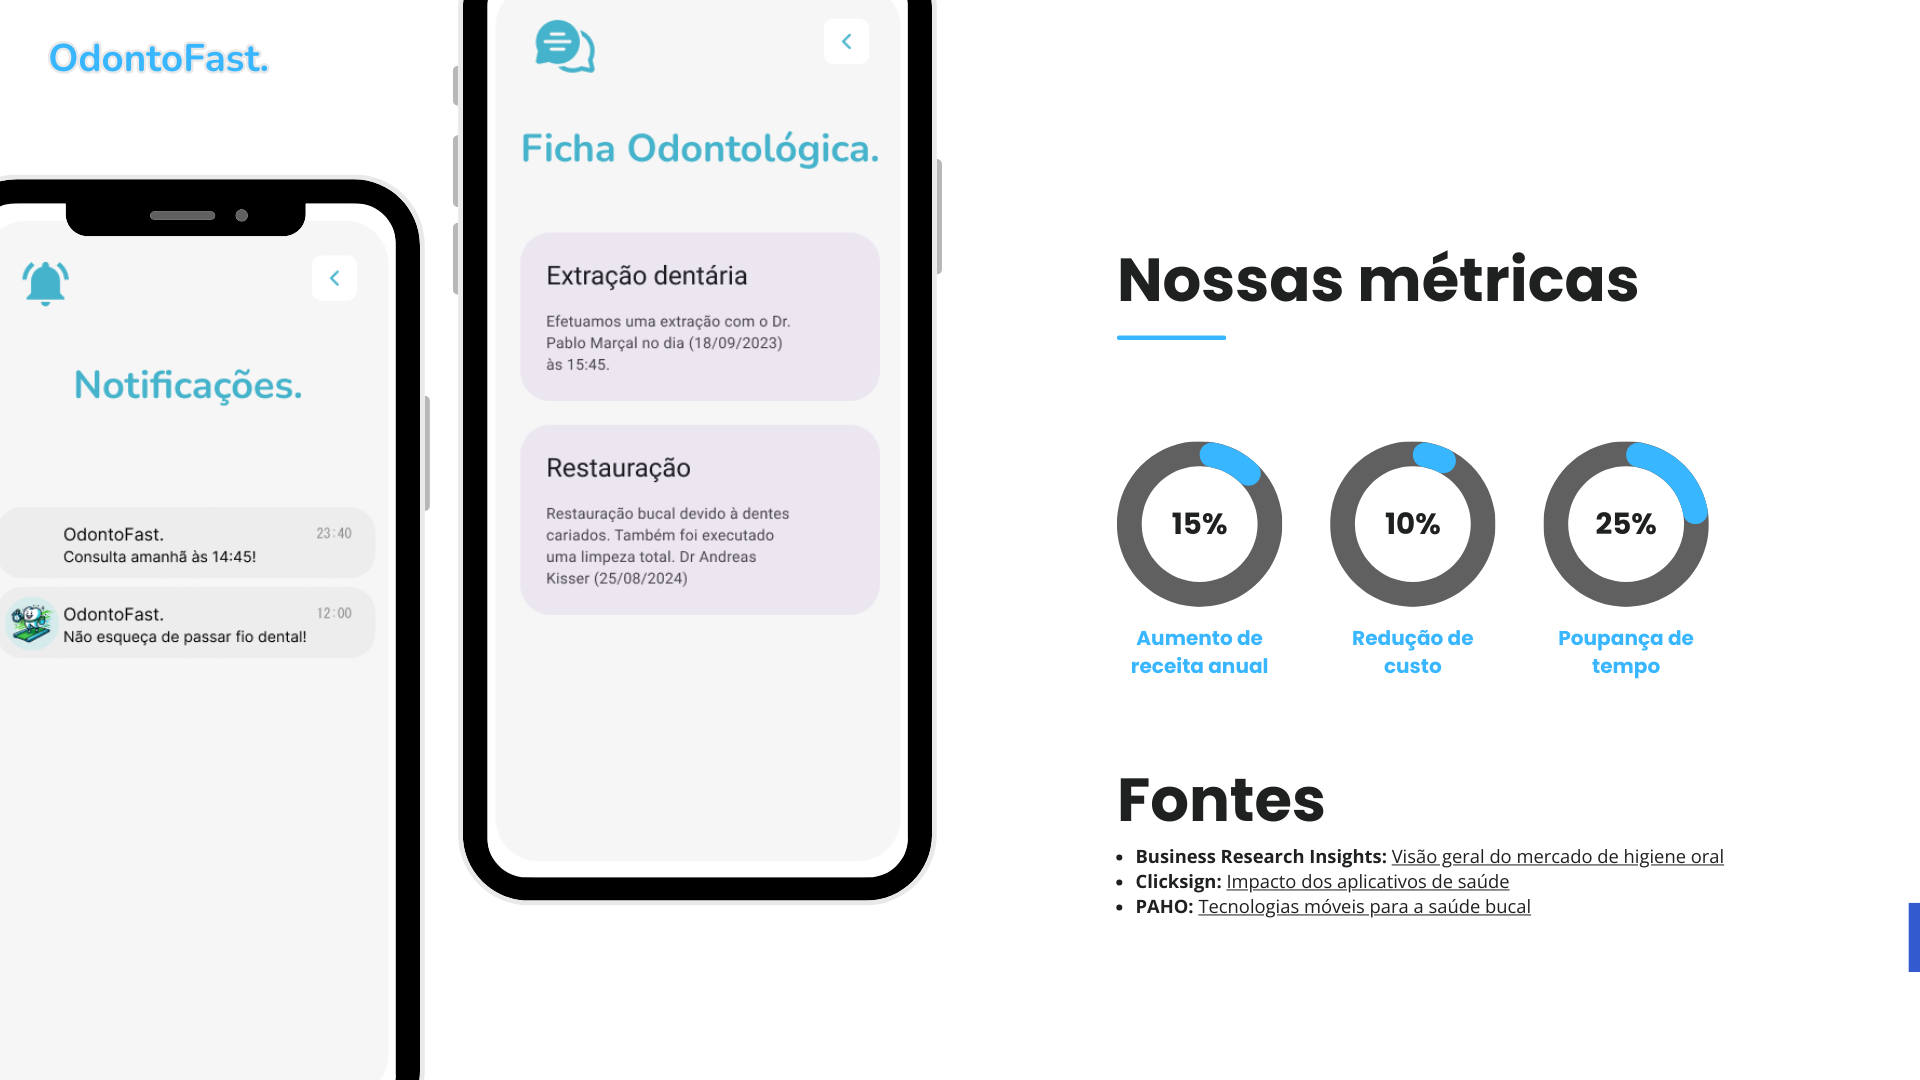 OdontoFast.
Notificações.
OdontoFast.
23:40
Consulta amanhã às 14:45!
OdontoFast.
12:00
Não esqueça de passar fio dental!
Ficha Odontológica.
Extração dentária
Efetuamos uma extração com o Dr.
Pablo Marçal no dia (18/09/2023)
às 15:45.
Restauração
Restauração bucal devido à dentes
cariados. Também foi executado
uma limpeza total. Dr Andreas
Kisser (25/08/2024)
Nossas métricas
15%
Aumento de
receita anual
10%
Redução de
custo
25%
Poupança de
tempo
Fontes
• Business Research Insights: Visão geral do mercado de higiene oral
• Clicksign: Impacto dos aplicativos de saúde
• PAHO: Tecnologias móveis para a saúde bucal